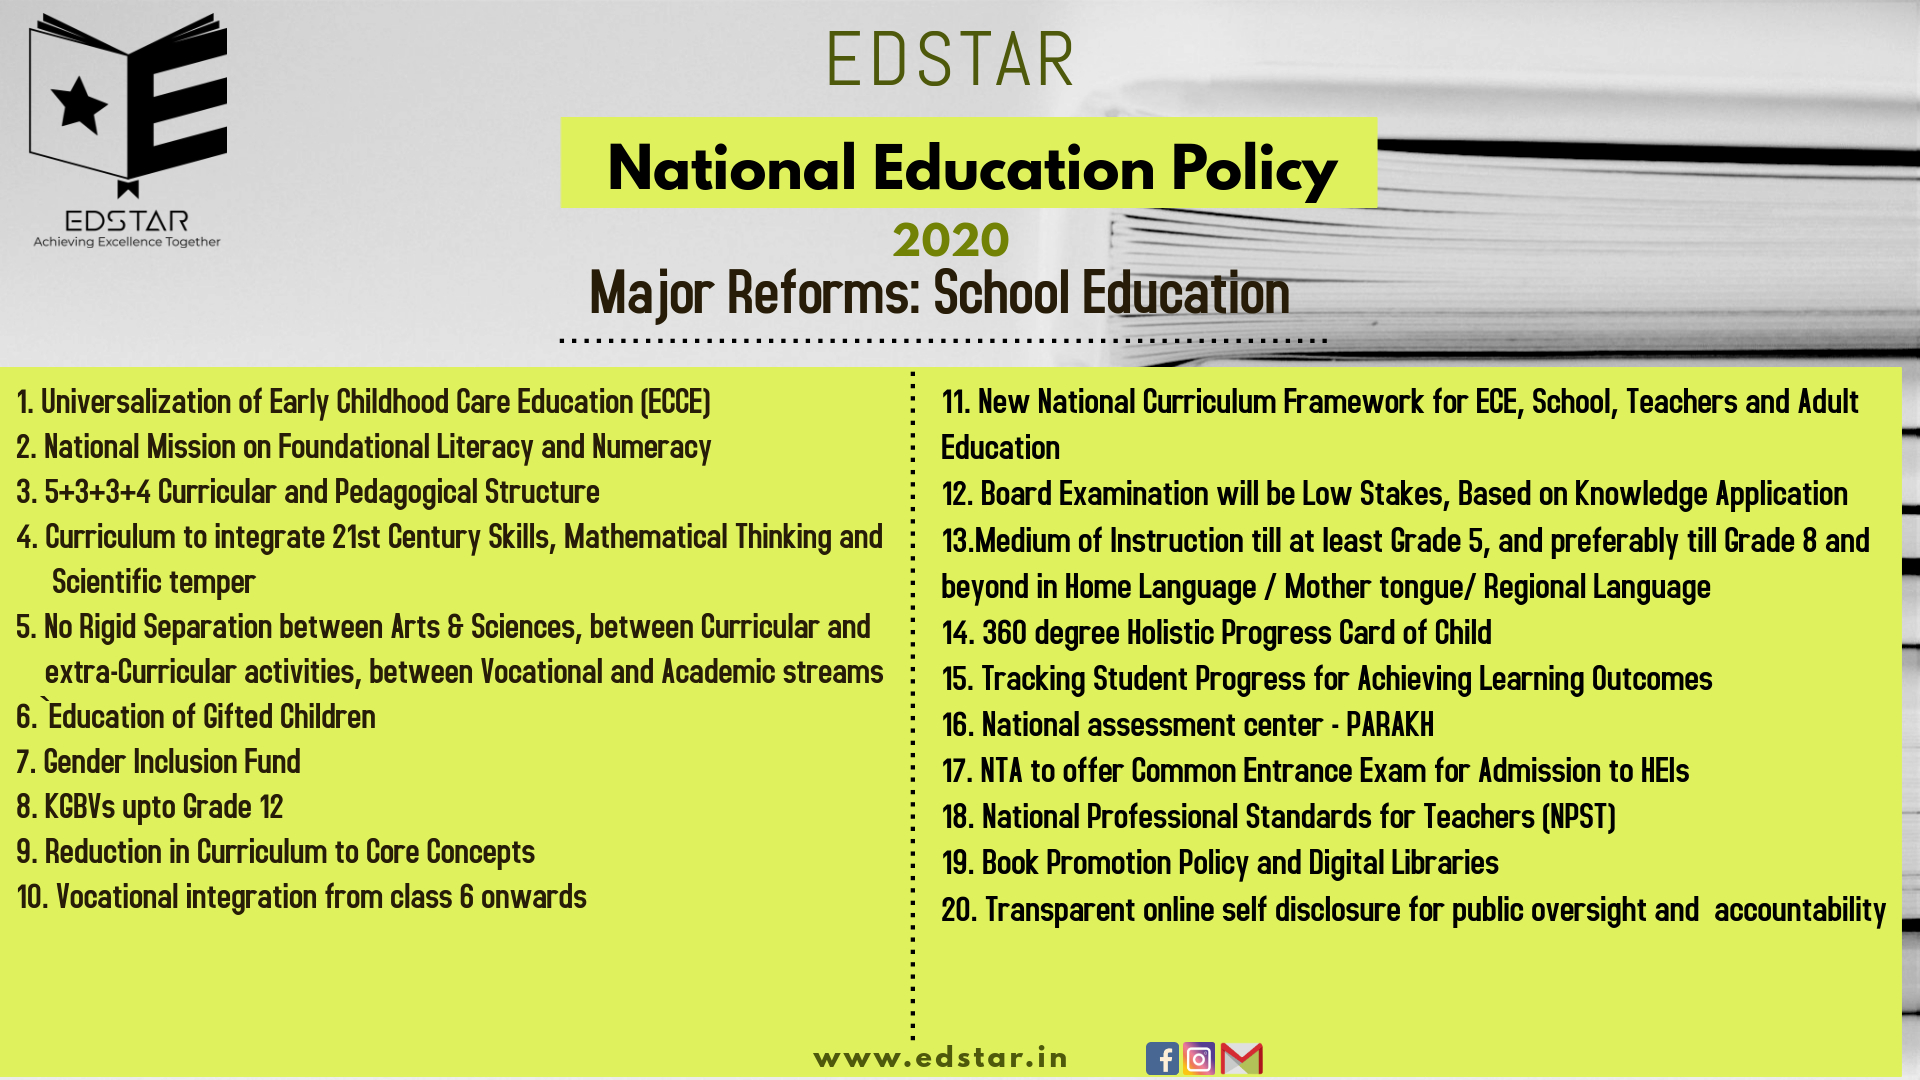 EDSTAR
Achieving Excellence Together
EDSTAR
National Education Policy
2020
Major Reforms: School Education
1. Universalization of Early Childhood Care Education (ECCE)
2. National Mission on Foundational Literacy and Numeracy
3. 5+3+3+4 Curricular and Pedagogical Structure
4. Curriculum to integrate 21st Century Skills, Mathematical Thinking and
Scientific temper
5. No Rigid Separation between Arts & Sciences, between Curricular and
extra-Curricular activities, between Vocational and Academic streams
6. `Education of Gifted Children
7. Gender Inclusion Fund
8. KGBVs upto Grade 12
9. Reduction in Curriculum to Core Concepts
10. Vocational integration from class 6 onwards
11. New National Curriculum Framework for ECE, School, Teachers and Adult
Education
12. Board Examination will be Low Stakes, Based on Knowledge Application
13.Medium of Instruction till at least Grade 5, and preferably till Grade 8 and
beyond in Home Language / Mother tongue/ Regional Language
14. 360 degree Holistic Progress Card of Child
15. Tracking Student Progress for Achieving Learning Outcomes
16. National assessment center - PARAKH
17. NTA to offer Common Entrance Exam for Admission to HEIs
18. National Professional Standards for Teachers (NPST)
19. Book Promotion Policy and Digital Libraries
20. Transparent online self disclosure for public oversight and  accountability
www.edstar.in